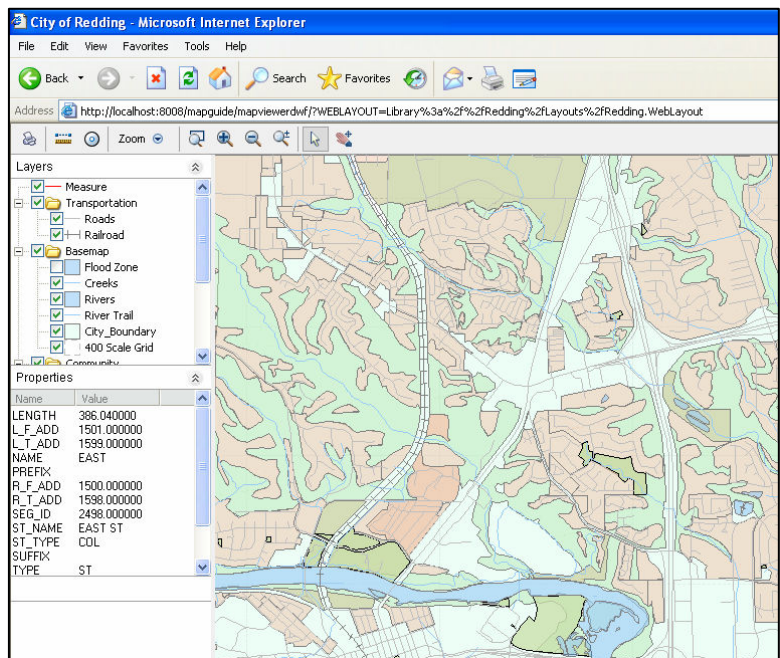 City of Redding - Microsoft Internet Explorer
File Edit View Favorites Tools Help
Back Search Favorites
Address http://localhost:8008/mapguide/mapviewerdwf/?WEBLAYOUT=Library%3a%2f%2fRedding%2fLayouts%2fRedding.WebLayout
Zoom
Layers
Measure
Transportation
Roads
Railroad
Basemap
Flood Zone
Creeks
Rivers
River Trail
City_Boundary
400 Scale Grid
Community
Properties
Name Value
LENGTH 386.040000
L_F_ADD 1501.000000
L_T_ADD 1599.000000
NAME EAST
PREFIX
R_F_ADD 1500.000000
R_T_ADD 1598.000000
SEG_ID 2498.000000
ST_NAME EAST ST
ST_TYPE COL
SUFFIX
TYPE ST